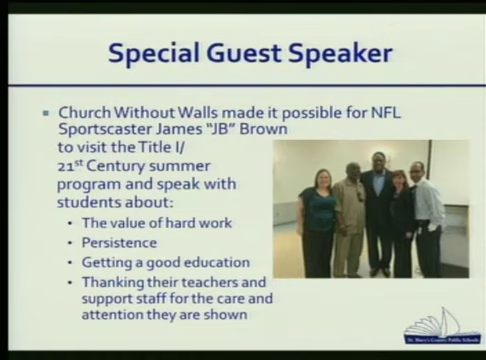 Special Guest Speaker
Church Without Walls made it possible for NFL
Sportscaster James "JB" Brown
to visit the Title I/
21st Century summer
program and speak with
students about:
• The value of hard work
• Persistence
• Getting a good education
• Thanking their teachers and
support staff for the care and
attention they are shown
St. Mary's County Public Schools